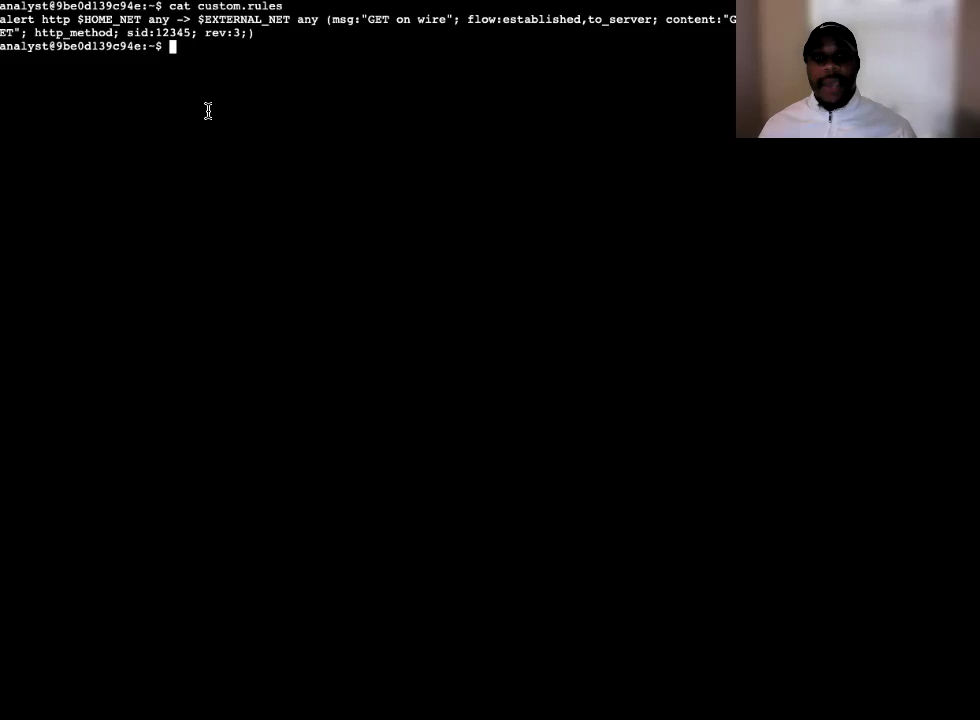 analyst@9be0d139c94e:~$ cat custom.rules
alert http $HOME_NET any -> $EXTERNAL_NET any (msg:"GET on wire"; flow:established,to_server; content:"G
ET"; http_method; sid:12345; rev:3;)
analyst@9be0d139c94e:~$